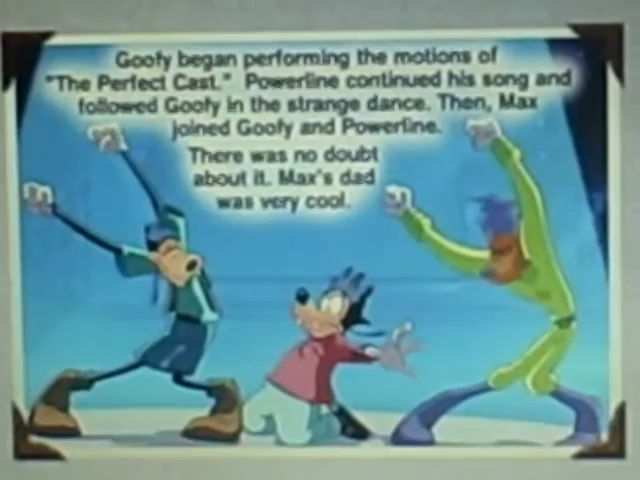 Goofy began performing the motions of
"The Perfect Cast." Powerline continued his song and
followed Goofy in the strange dance. Then, Max
joined Goofy and Powerline.
There was no doubt
about it. Max's dad
was very cool.